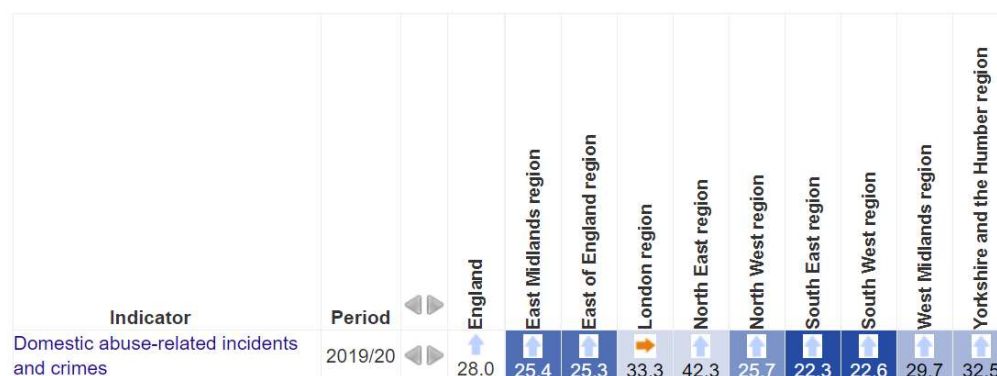 Indicator
Period
England
East Midlands region
East of England region
London region
North East region
North West region
South East region
South West region
West Midlands region
Yorkshire and the Humber region
Domestic abuse-related incidents
and crimes
2019/20
28.0
25.4
25.3
33.3
42.3
25.7
22.3
22.6
29.7
32.5